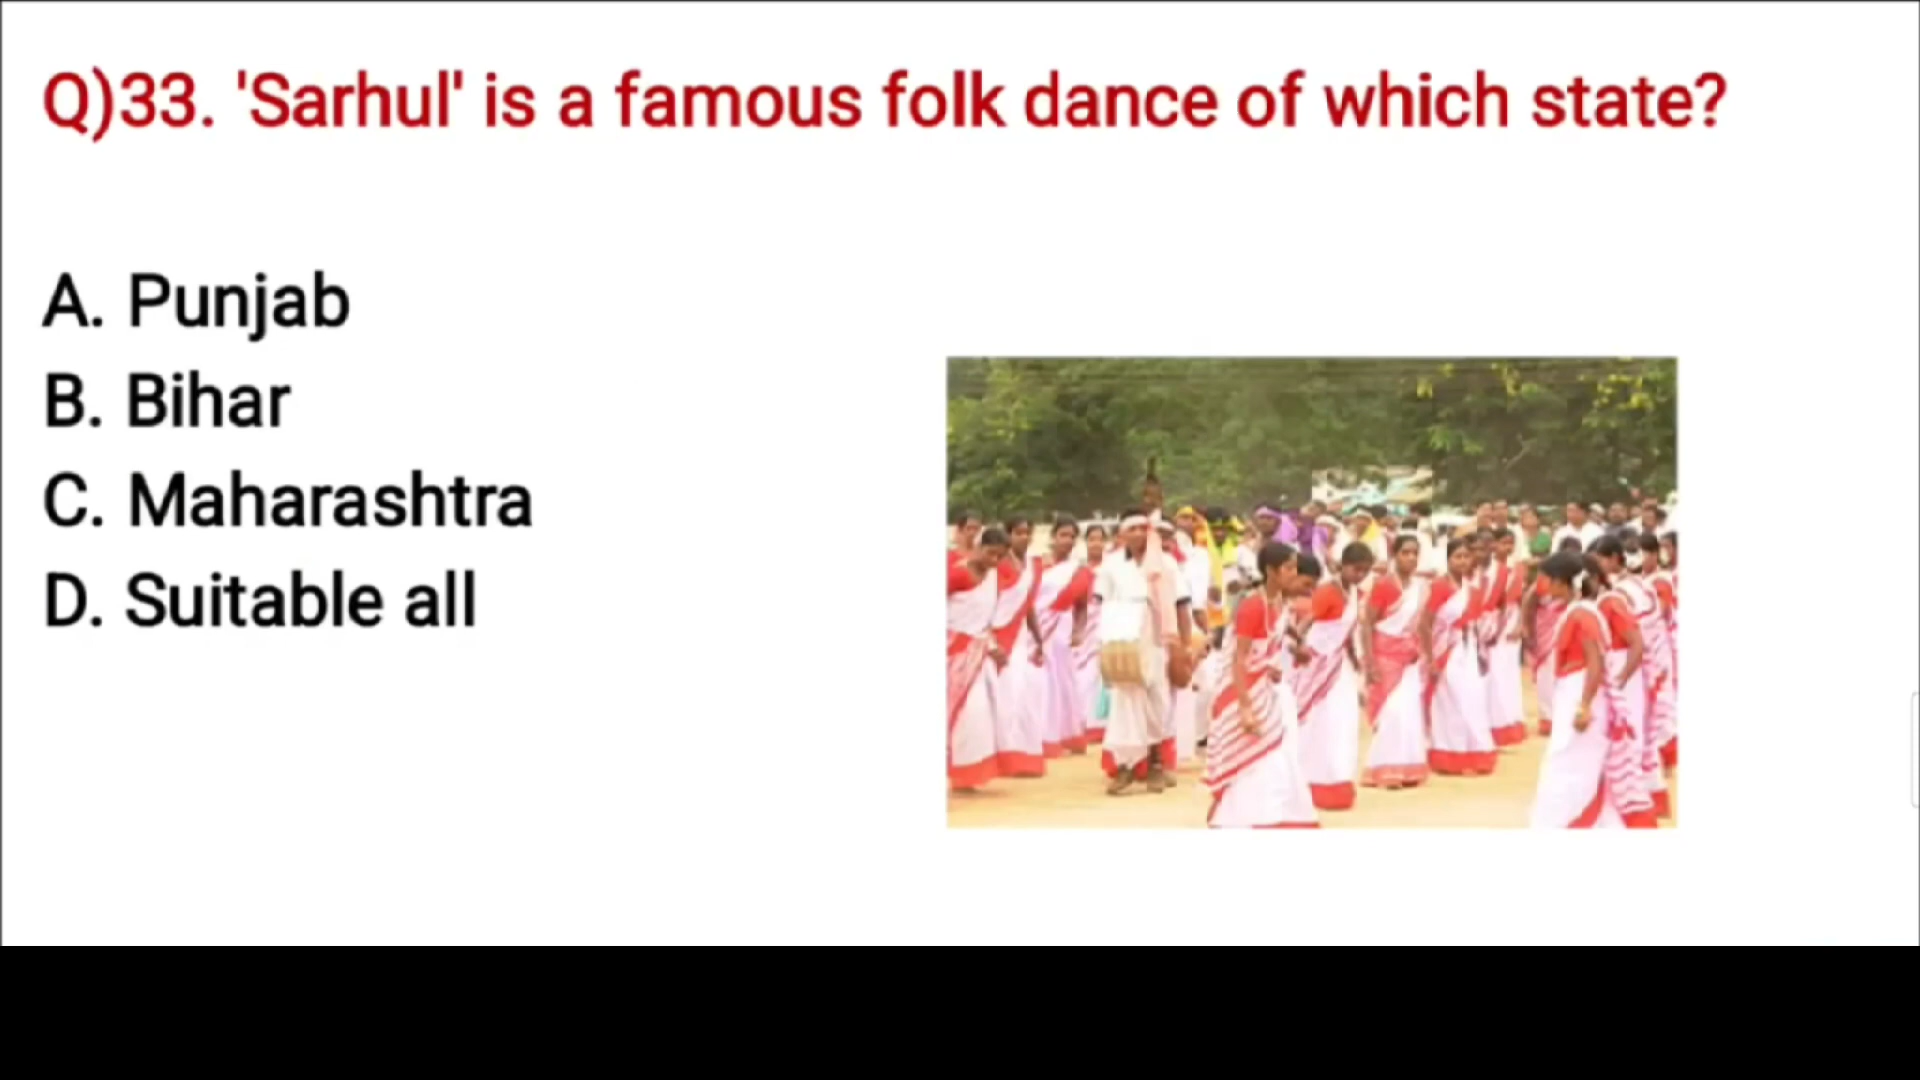 Q)33. 'Sarhul' is a famous folk dance of which state?
A. Punjab
B. Bihar
C. Maharashtra
D. Suitable all